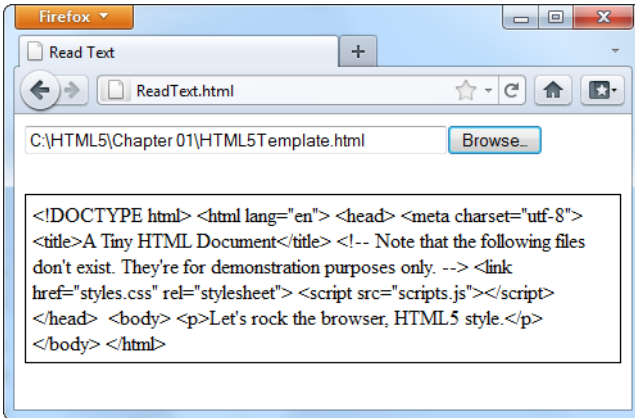 Firefox
Read Text
ReadText.html
C:\HTML5\Chapter 01\HTML5Template.html Browse...
<!DOCTYPE html> <html lang="en"> <head> <meta charset="utf-8">
<title>A Tiny HTML Document</title> <!-- Note that the following files
don't exist. They're for demonstration purposes only. --> <link
href="styles.css" rel="stylesheet"> <script src="scripts.js"></script>
</head> <body> <p>Let's rock the browser, HTML5 style.</p>
</body> </html>